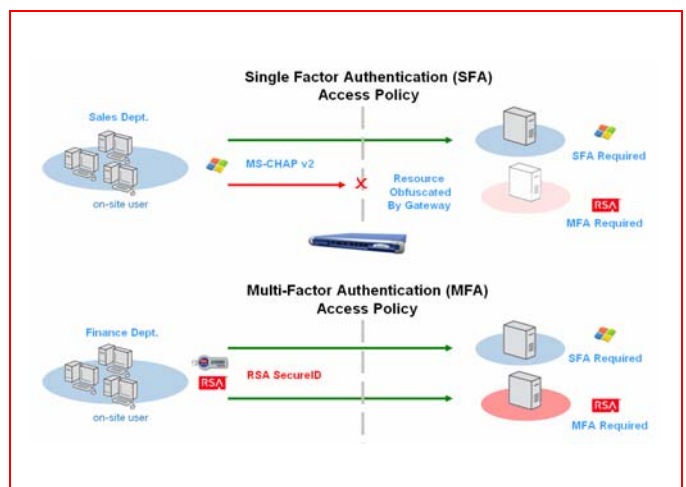 Single Factor Authentication (SFA)
Access Policy
Sales Dept.
on-site user
MS-CHAP v2
SFA Required
X
Resource
Obfuscated
By Gateway
RSA
MFA Required
Multi-Factor Authentication (MFA)
Access Policy
Finance Dept.
on-site user
RSA
RSA SecureID
SFA Required
RSA
MFA Required